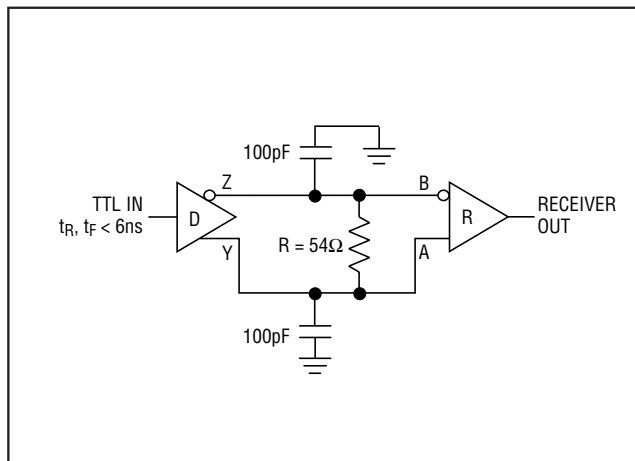 100pF
TTL IN
tR, tF < 6ns
D
Z
Y
R = 54Ω
B
A
R
RECEIVER
OUT
100pF